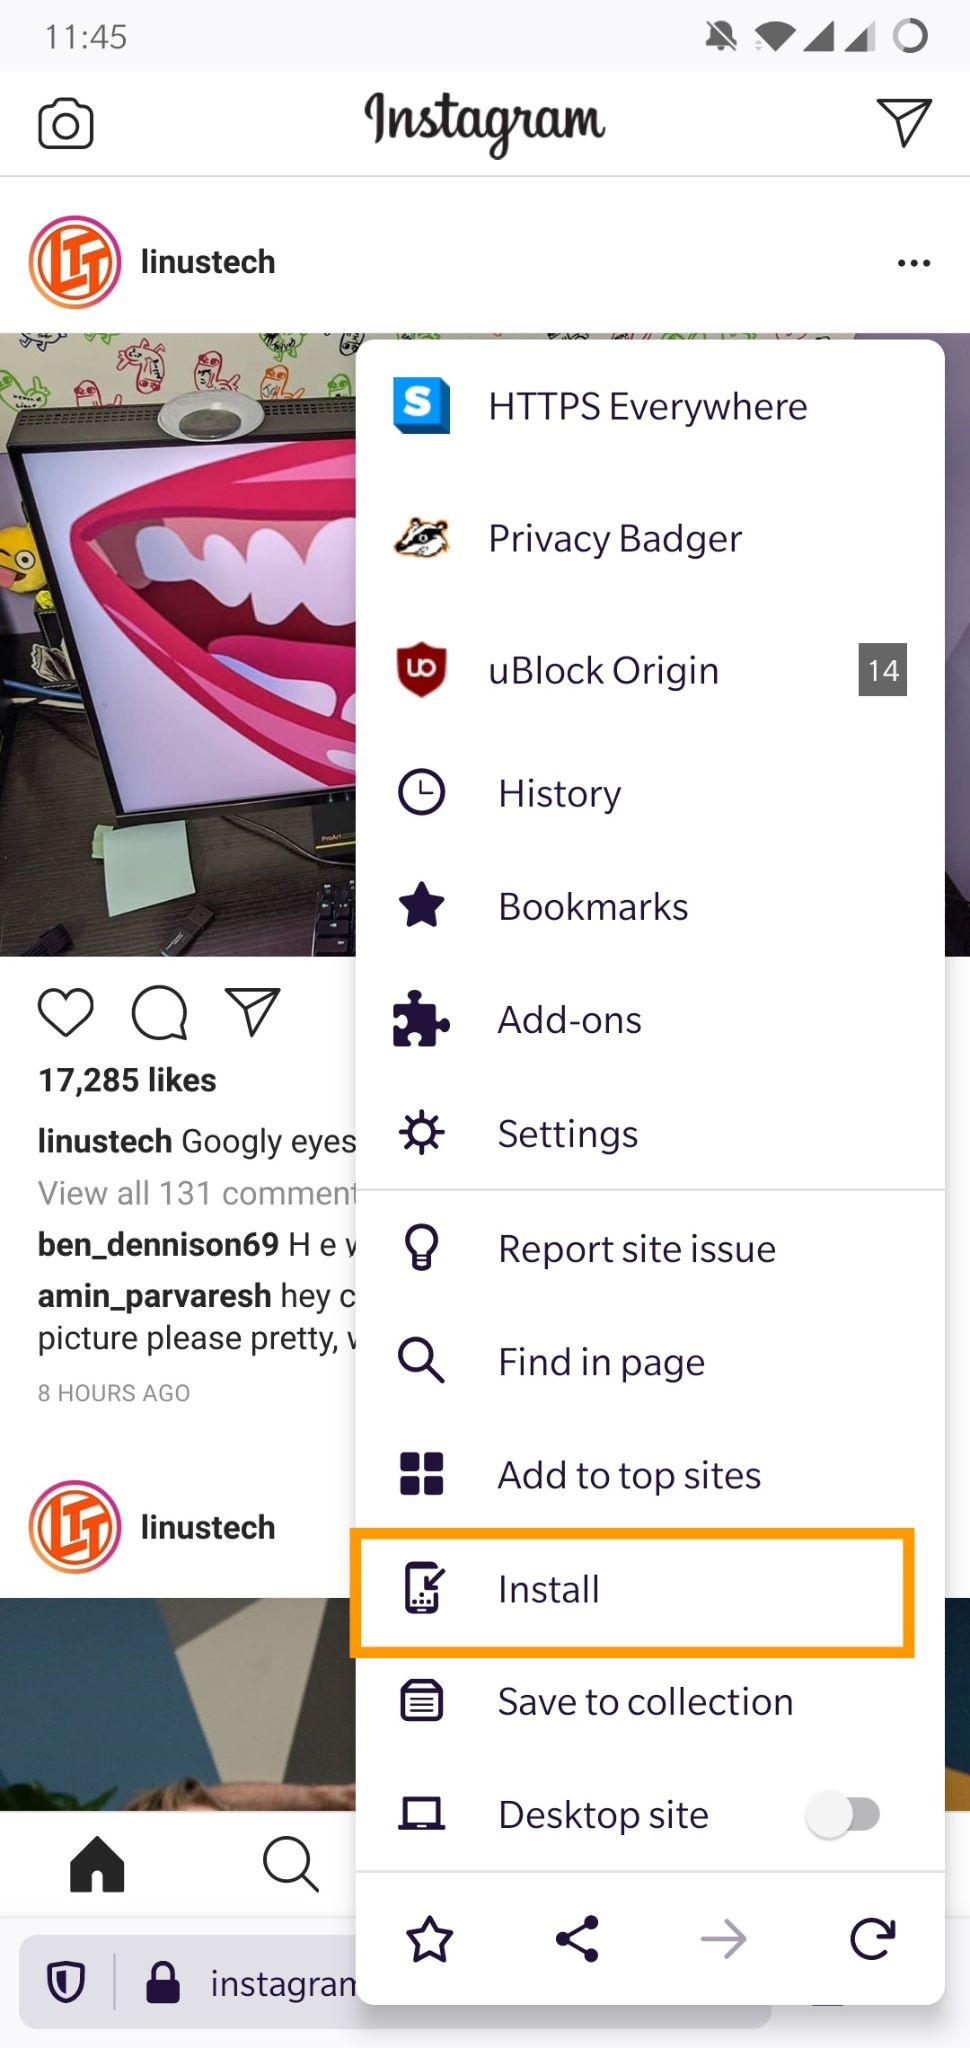 11:45
Instagram
linustech
HTTPS Everywhere
Privacy Badger
uBlock Origin 14
History
Bookmarks
Add-ons
Settings
Report site issue
Find in page
Add to top sites
Install
Save to collection
Desktop site
17,285 likes
linustech Googly eyes
View all 131 comment
ben_dennison69 H e w
amin_parvaresh hey c
picture please pretty, w
8 HOURS AGO
linustech
instagram